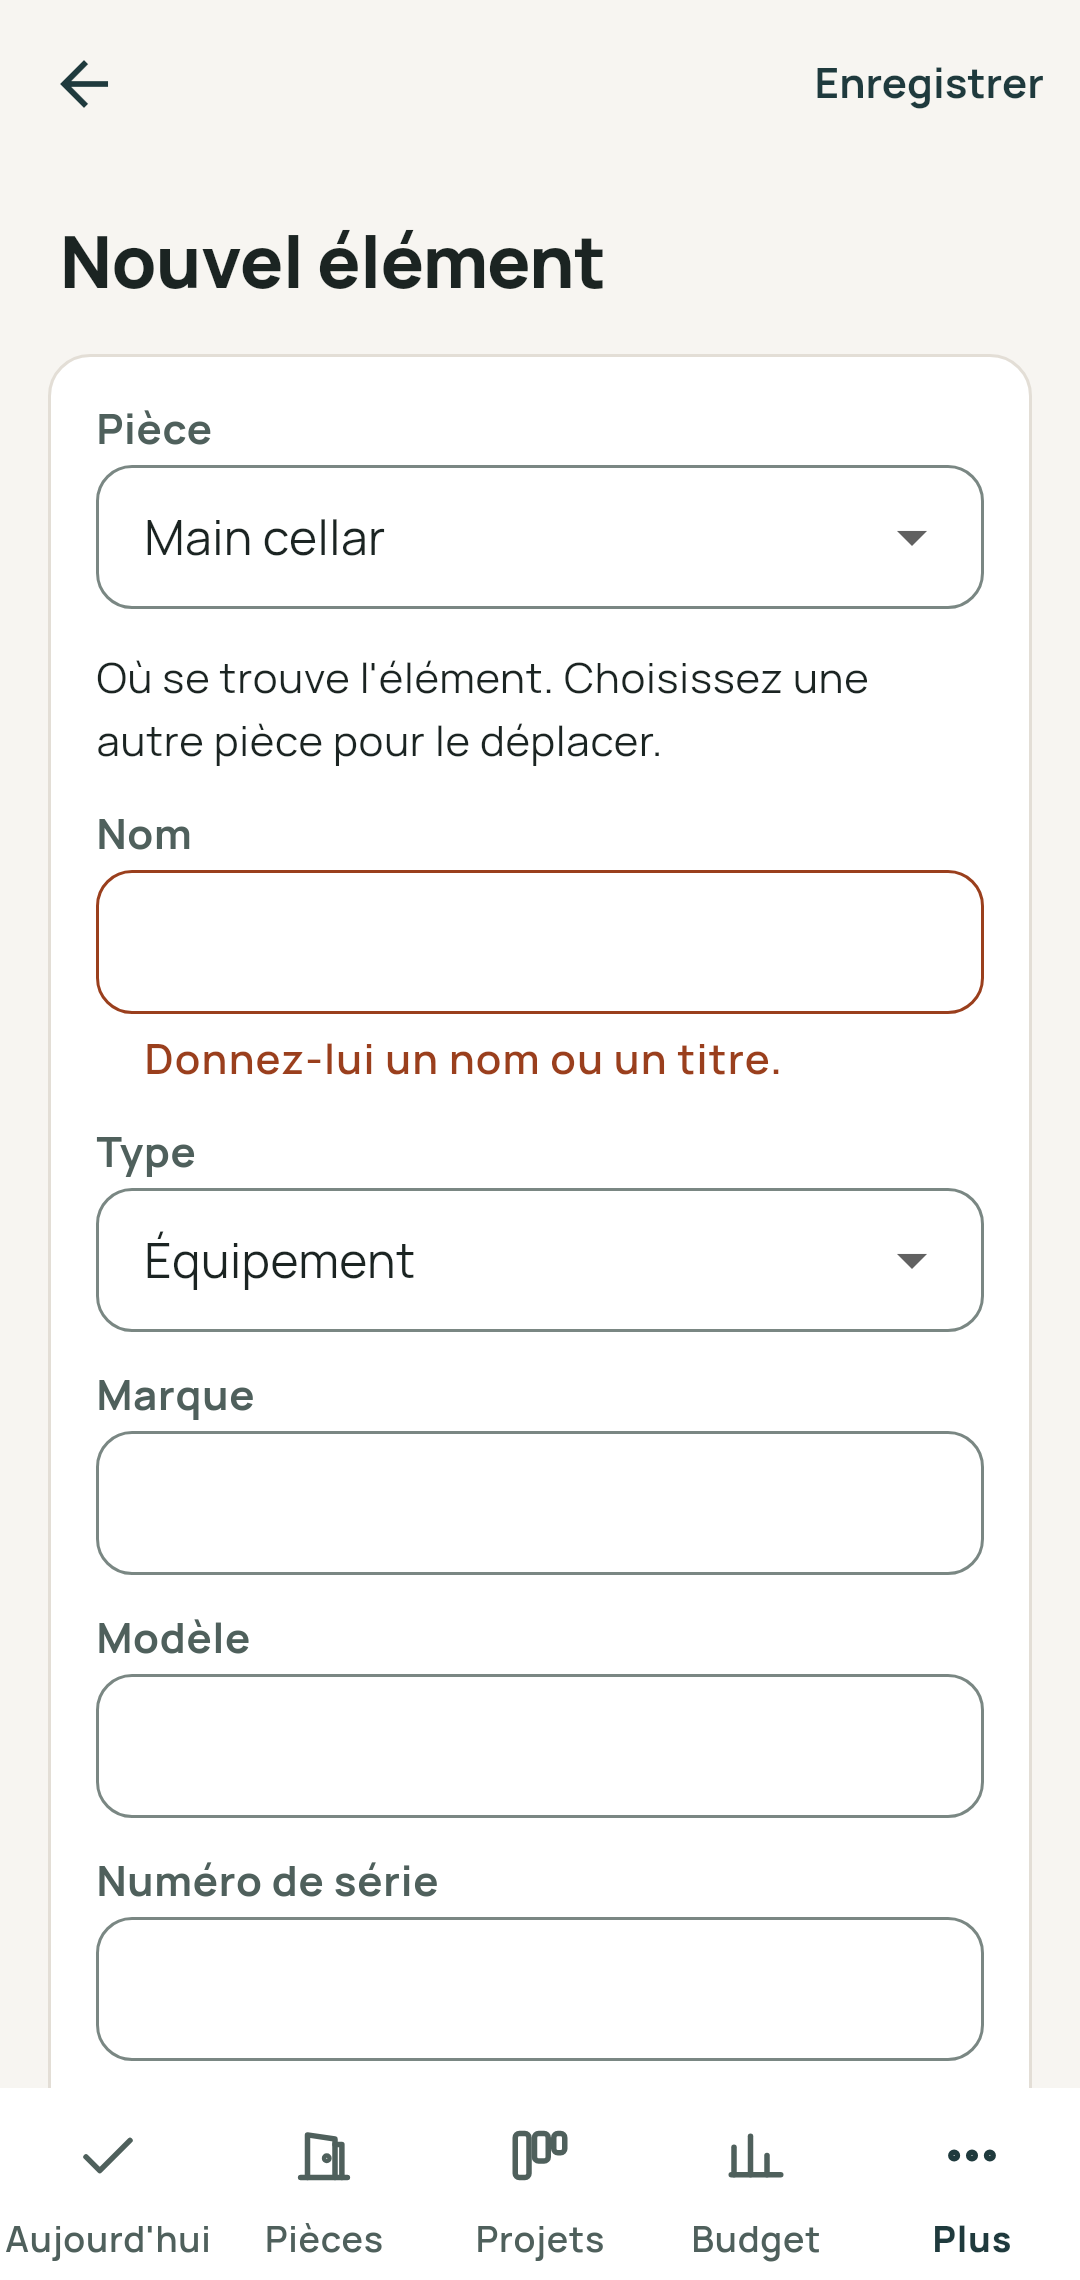 Enregistrer
Nouvel élément
Pièce
Main cellar
Où se trouve l'élément. Choisissez une
autre pièce pour le déplacer.
Nom
Donnez-lui un nom ou un titre.
Type
Équipement
Marque
Modèle
Numéro de série
Aujourd'hui
Pièces
Projets
Budget
Plus